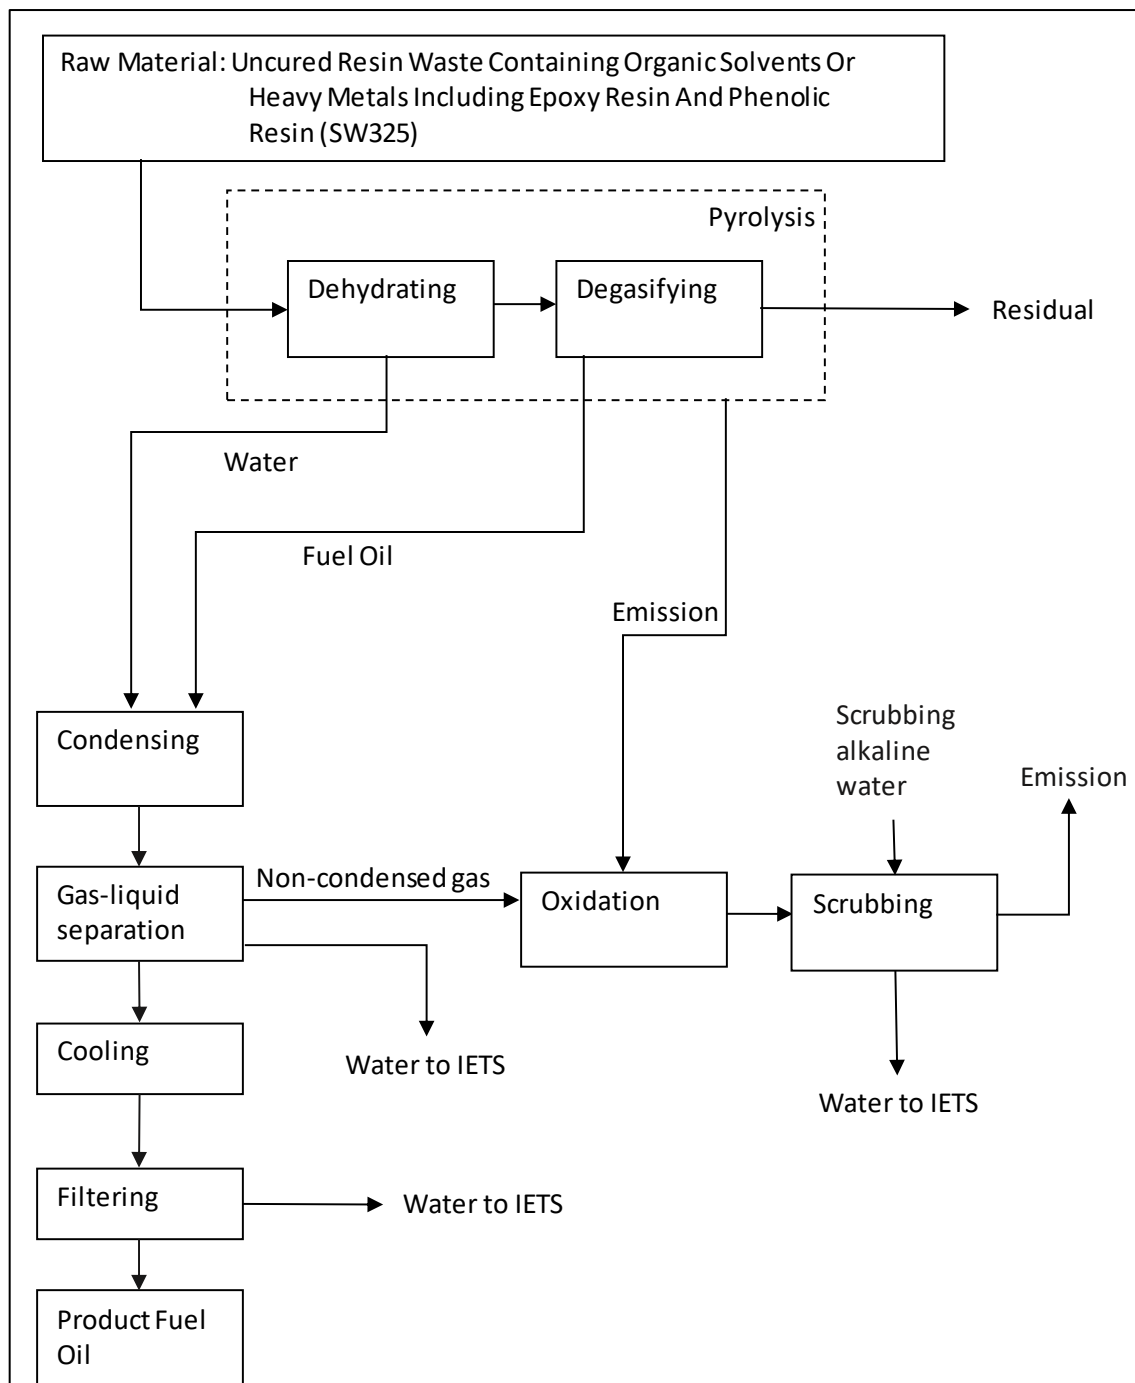 Raw Material: Uncured Resin Waste Containing Organic Solvents Or
Heavy Metals Including Epoxy Resin And Phenolic
Resin (SW325)
Pyrolysis
Dehydrating
Degasifying
Residual
Water
Fuel Oil
Emission
Condensing
Scrubbing
alkaline
water
Emission
Gas-liquid
separation
Non-condensed gas
Oxidation
Scrubbing
Cooling
Water to IETS
Water to IETS
Filtering
Water to IETS
Product Fuel
Oil